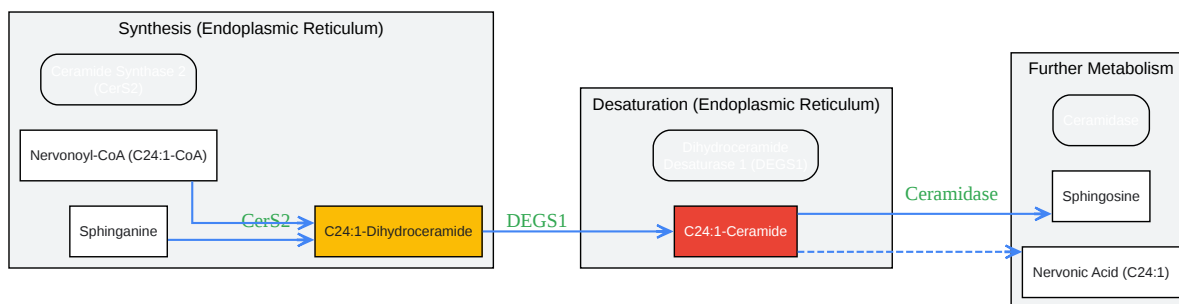 Synthesis (Endoplasmic Reticulum)
Ceramide Synthase 2
(CerS2)
Nervonoyl-CoA (C24:1-CoA)
Sphinganine
CerS2
C24:1-Dihydroceramide
DEGS1
Desaturation (Endoplasmic Reticulum)
Dihydroceramide
Desaturase 1 (DEGS1)
C24:1-Ceramide
Ceramidase
Further Metabolism
Ceramidase
Sphingosine
Nervonic Acid (C24:1)